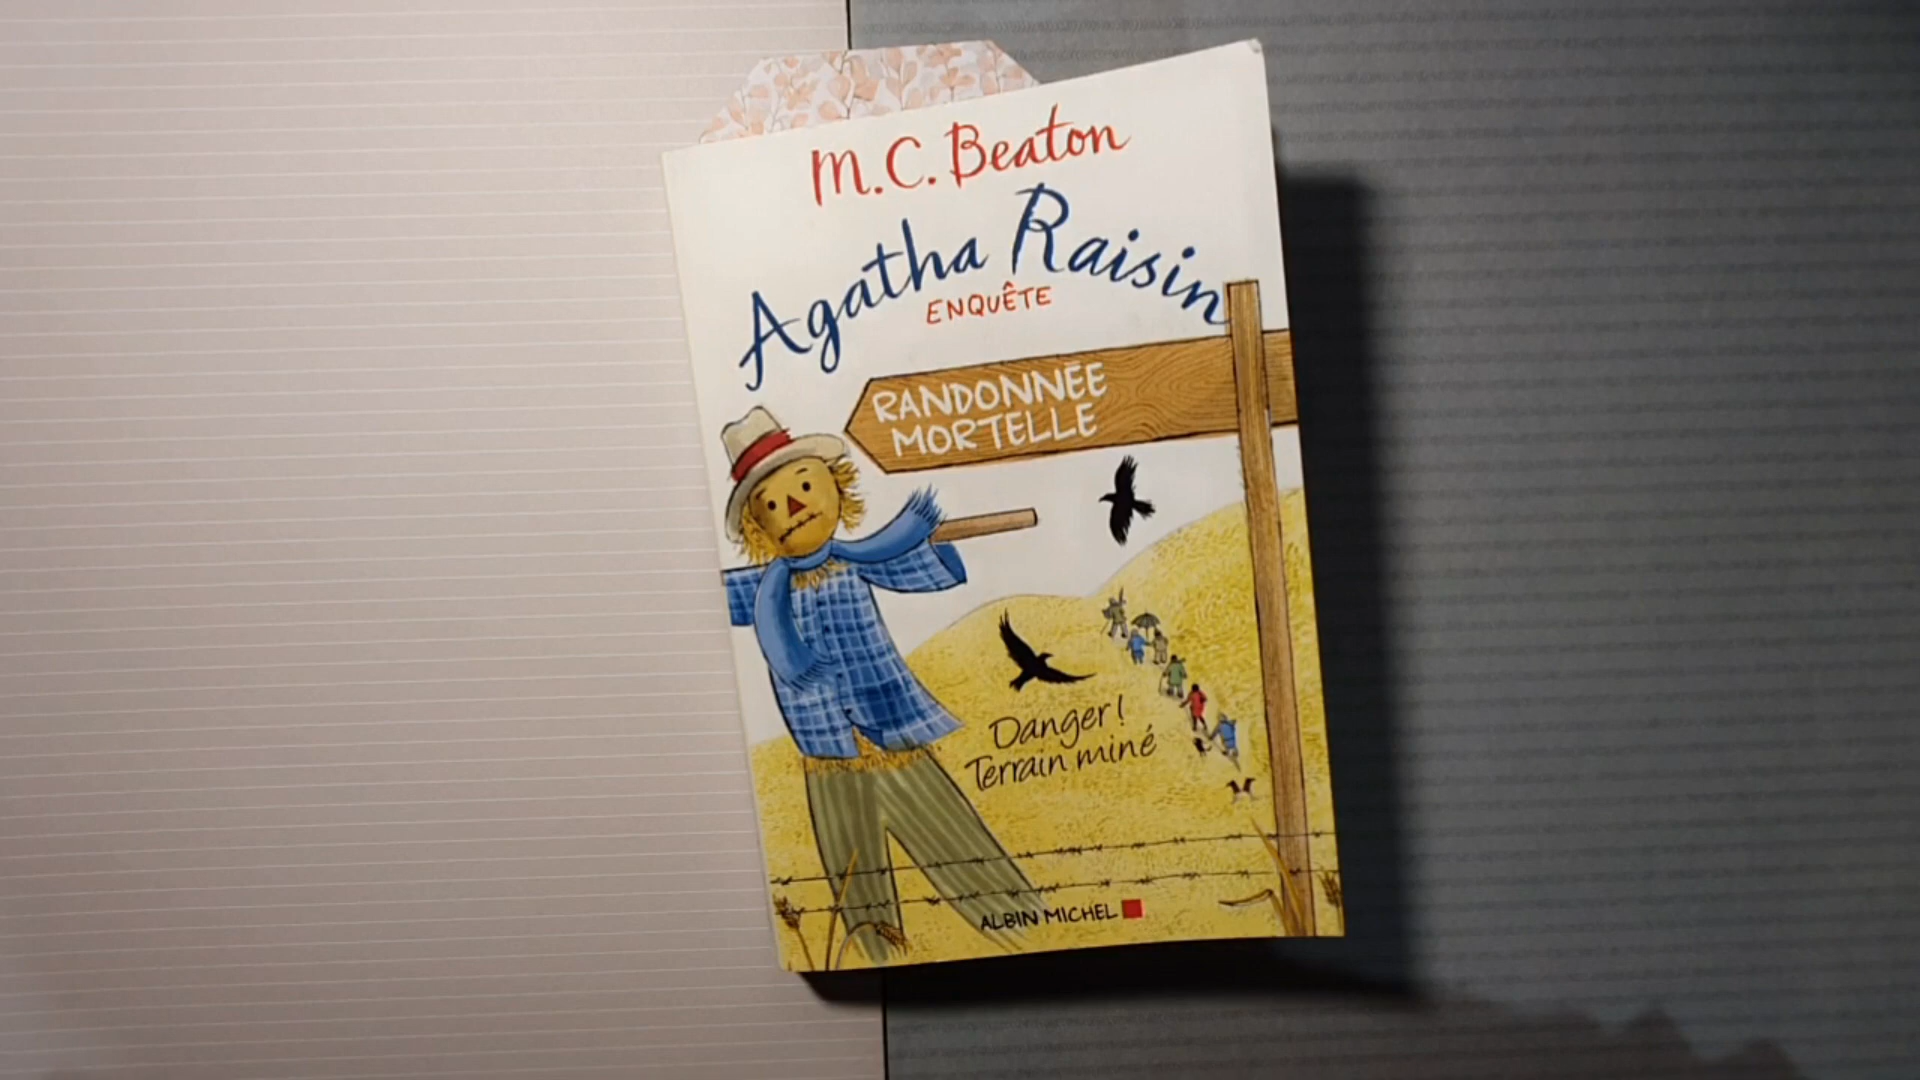 M.C. Beaton
Agatha Raisin
ENQUÊTE
RANDONNÉE
MORTELLE
Danger!
Terrain miné
ALBIN MICHEL